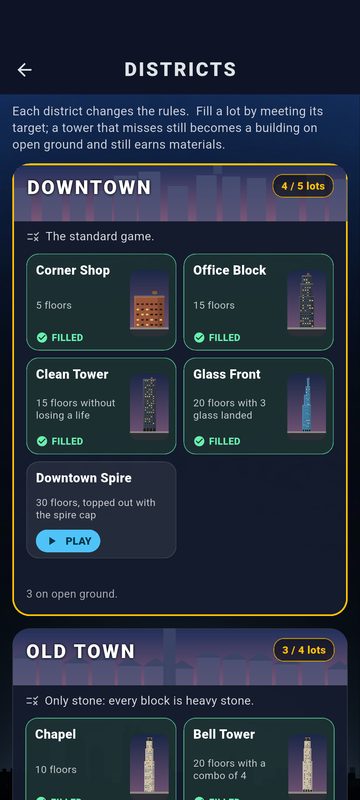 DISTRICTS
Each district changes the rules.  Fill a lot by meeting its
target; a tower that misses still becomes a building on
open ground and still earns materials.
DOWNTOWN
4 / 5 lots
The standard game.
Corner Shop
5 floors
FILLED
Office Block
15 floors
FILLED
Clean Tower
15 floors without
losing a life
FILLED
Glass Front
20 floors with 3
glass landed
FILLED
Downtown Spire
30 floors, topped out with
the spire cap
PLAY
3 on open ground.
OLD TOWN
3 / 4 lots
Only stone: every block is heavy stone.
Chapel
10 floors
Bell Tower
20 floors with a
combo of 4